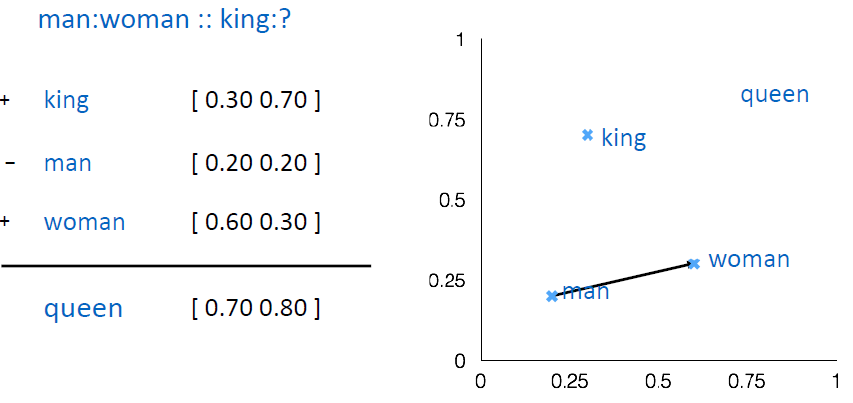 man:woman :: king:?
+ king [ 0.30 0.70 ]
− man [ 0.20 0.20 ]
+ woman [ 0.60 0.30 ]
queen [ 0.70 0.80 ]
1
queen
0.75
king
0.5
woman
0.25
man
0
0 0.25 0.5 0.75 1